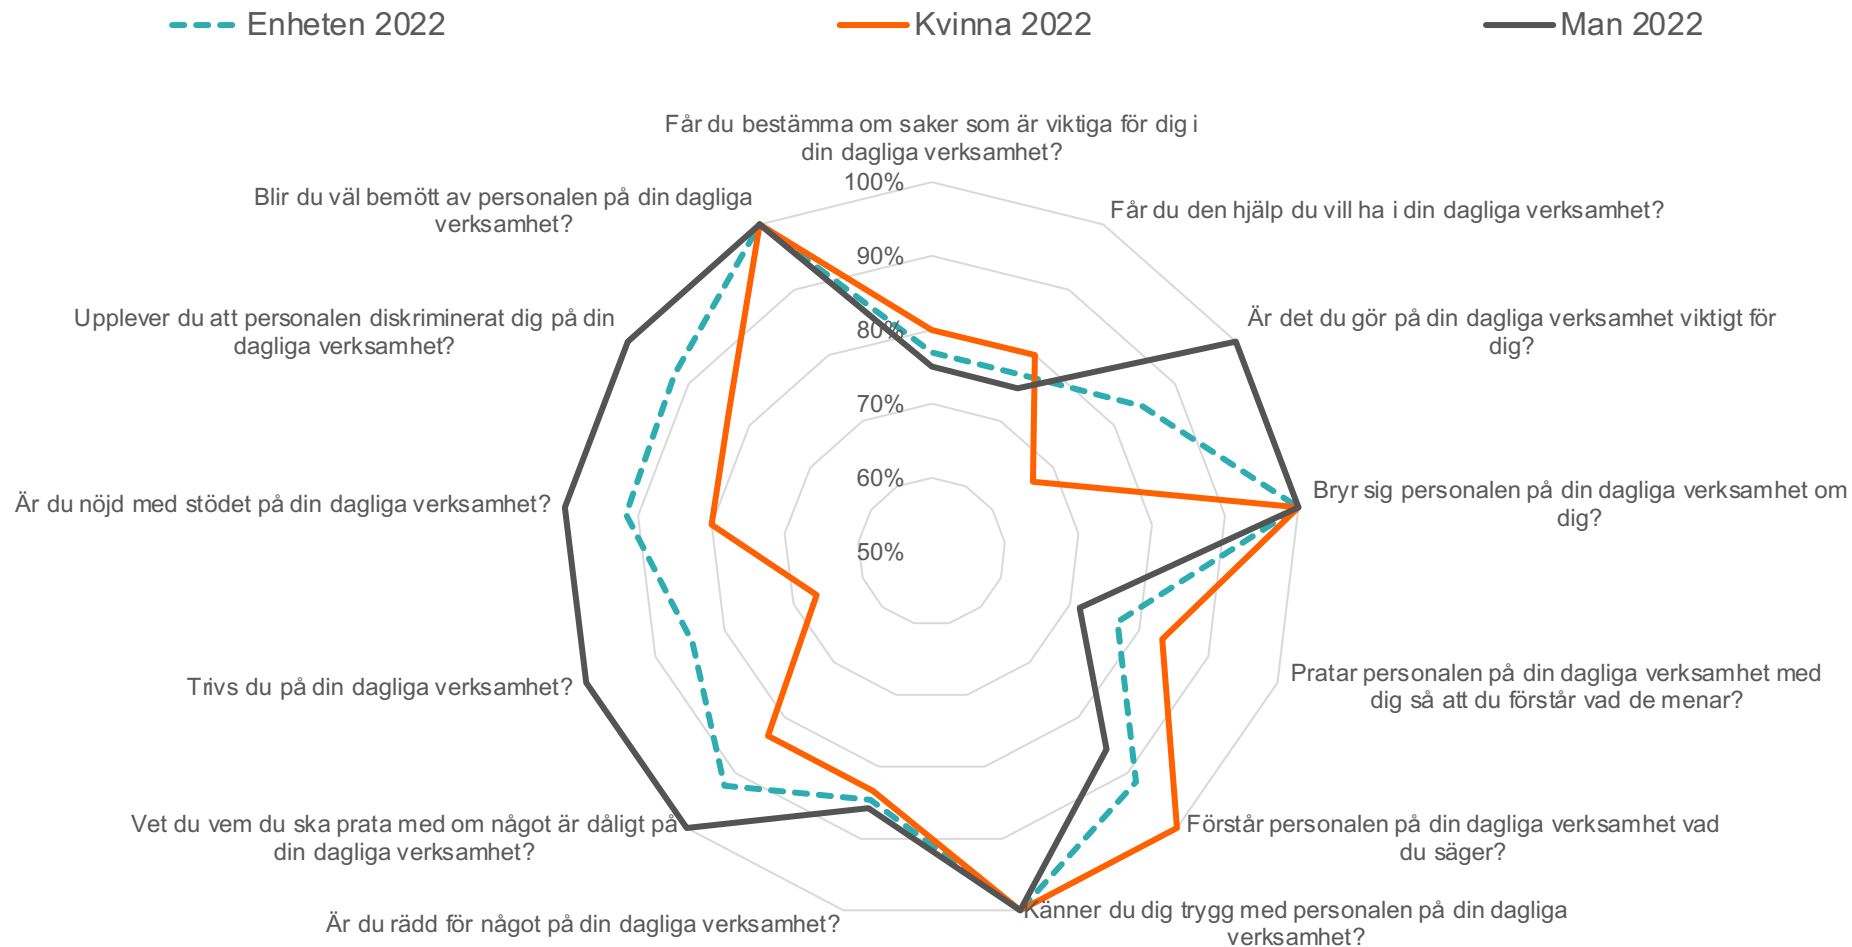 Enheten 2022
Kvinna 2022
Man 2022
Får du bestämma om saker som är viktiga för dig i
din dagliga verksamhet?
Får du den hjälp du vill ha i din dagliga verksamhet?
Är det du gör på din dagliga verksamhet viktigt för
dig?
Bryr sig personalen på din dagliga verksamhet om
dig?
Pratar personalen på din dagliga verksamhet med
dig så att du förstår vad de menar?
Förstår personalen på din dagliga verksamhet vad
du säger?
Känner du dig trygg med personalen på din dagliga
verksamhet?
Är du rädd för något på din dagliga verksamhet?
Vet du vem du ska prata med om något är dåligt på
din dagliga verksamhet?
Trivs du på din dagliga verksamhet?
Är du nöjd med stödet på din dagliga verksamhet?
Upplever du att personalen diskriminerat dig på din
dagliga verksamhet?
Blir du väl bemött av personalen på din dagliga
verksamhet?
100%
90%
80%
70%
60%
50%